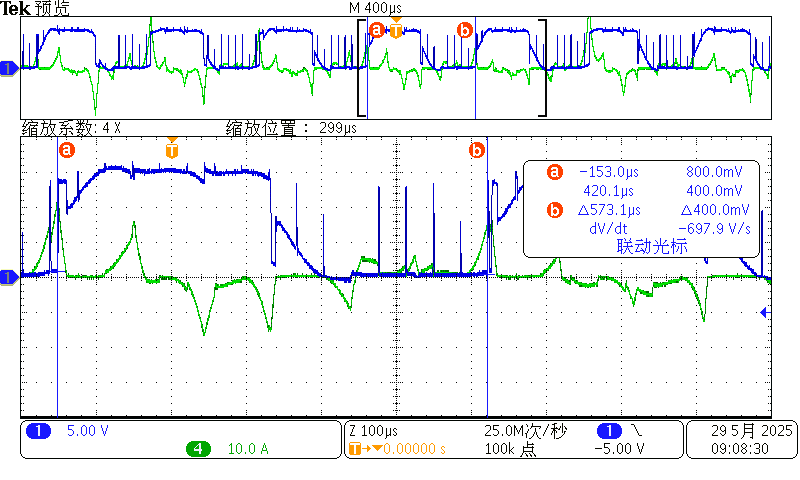 Tek 预览 M 400µs
a T b
1
缩放系数: 4 X 缩放位置: 299µs
a T b
a -153.0µs 800.0mV
420.1µs 400.0mV
b Δ573.1µs Δ400.0mV
dV/dt -697.9 V/s
联动光标
1
1 5.00 V Z 100µs 25.0M次/秒 1 29 5月 2025
4 10.0 A T→▼0.00000 s 100k 点 -5.00 V 09:08:30